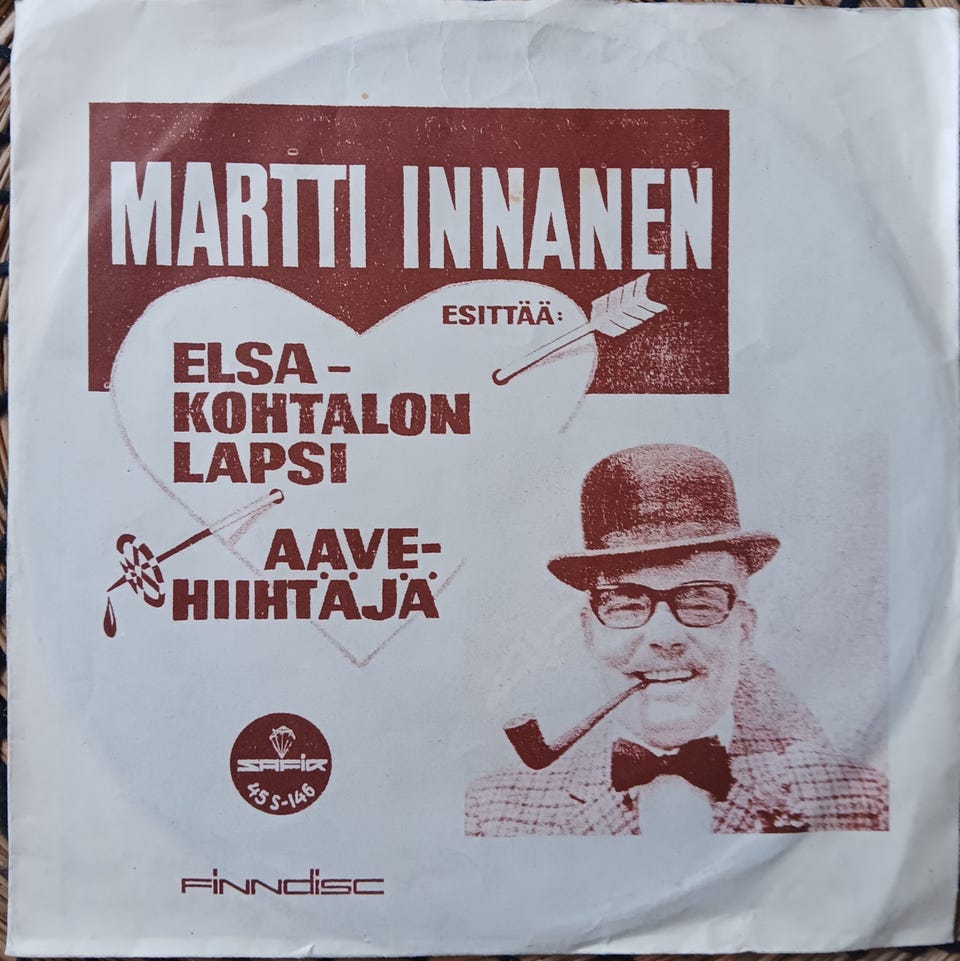 MARTTI INNANEN
ESITTÄÄ:
ELSA –
KOHTALON
LAPSI
AAVE-
HIIHTÄJÄ
SAFIR
45 S-146
FINNDISC